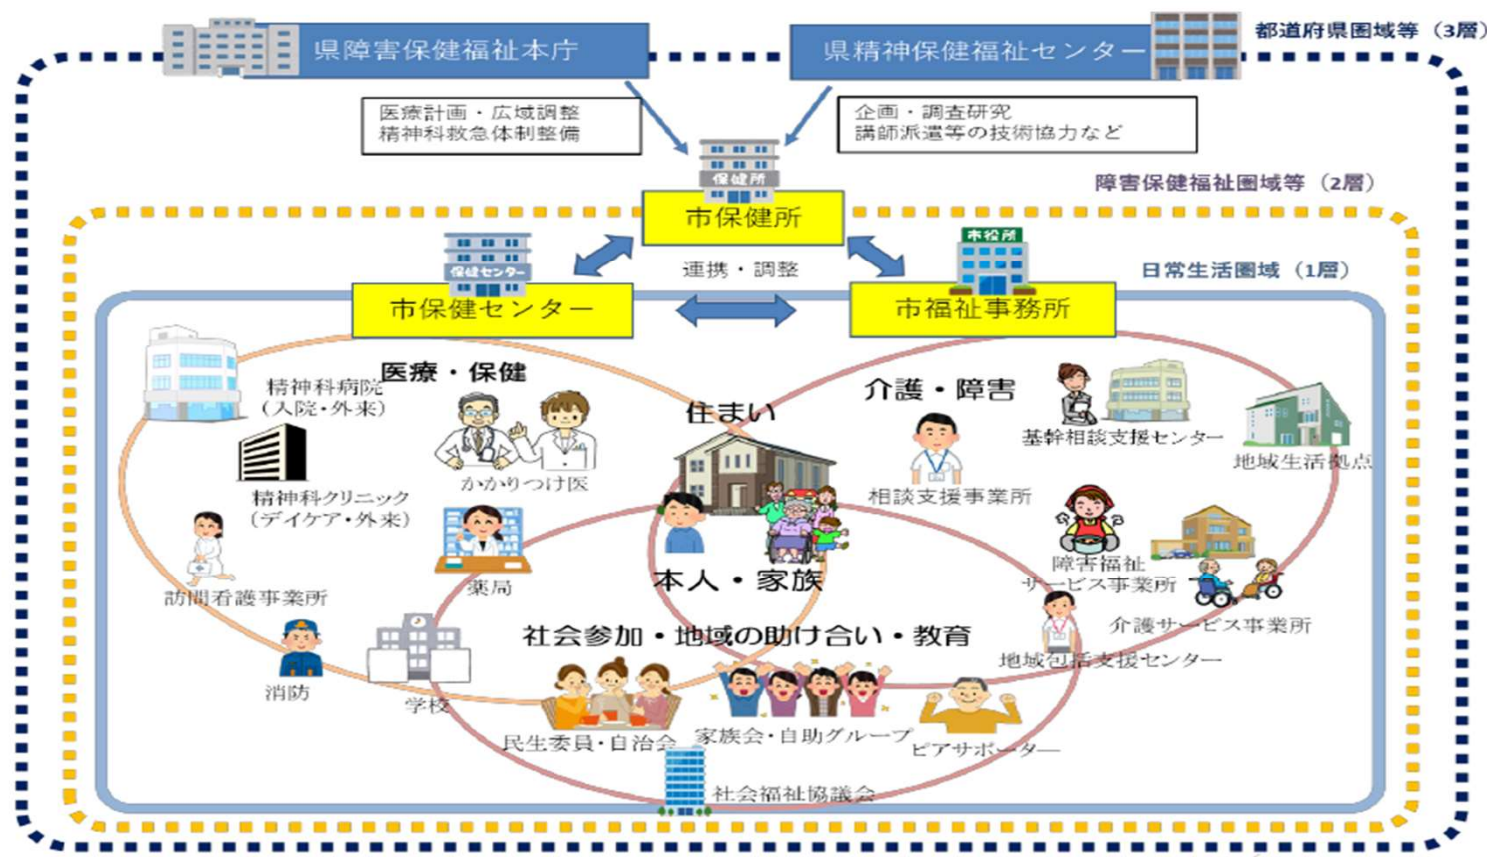 都道府県圏域等（3層）
県障害保健福祉本庁
県精神保健福祉センター
医療計画・広域調整
精神科救急体制整備
企画・調査研究
講師派遣等の技術協力など
保健所
障害保健福祉圏域等（2層）
市保健所
市役所
保健センター
連携・調整
日常生活圏域（1層）
市保健センター
市福祉事務所
医療・保健
精神科病院
（入院・外来）
介護・障害
住まい
基幹相談支援センター
地域生活拠点
かかりつけ医
精神科クリニック
（デイケア・外来）
相談支援事業所
薬局
本人・家族
障害福祉
サービス事業所
訪問看護事業所
介護サービス事業所
社会参加・地域の助け合い・教育
地域包括支援センター
消防
学校
民生委員・自治会
家族会・自助グループ
ピアサポーター
社会福祉協議会